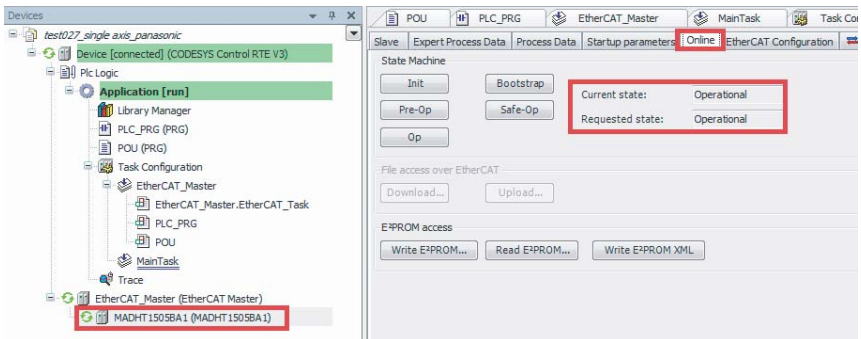 Devices
test027_single axis_panasonic
Device [connected] (CODESYS Control RTE V3)
Plc Logic
Application [run]
Library Manager
PLC_PRG (PRG)
POU (PRG)
Task Configuration
EtherCAT_Master
EtherCAT_Master.EtherCAT_Task
PLC_PRG
POU
MainTask
Trace
EtherCAT_Master (EtherCAT Master)
MADHT1505BA1 (MADHT1505BA1)
POU PLC_PRG EtherCAT_Master MainTask Task Co
Slave Expert Process Data Process Data Startup parameters Online EtherCAT Configuration
State Machine
Init Bootstrap
Current state: Operational
Pre-Op Safe-Op
Requested state: Operational
Op
File access over EtherCAT
Download... Upload...
E²PROM access
Write E²PROM... Read E²PROM... Write E²PROM XML